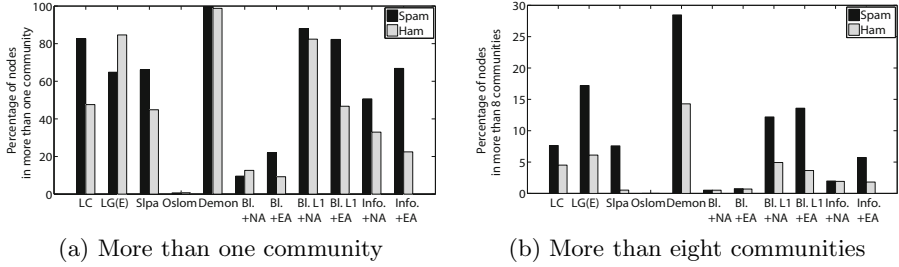 100
80
60
40
20
0
Percentage of nodes
in more than one community
Spam
Ham
LC LG(E) Slpa Oslom Demon Bl. Bl. Bl. L1 Bl. L1 Info. Info.
+NA +EA +NA +EA +NA +EA
(a) More than one community
30
25
20
15
10
5
0
Percentage of nodes
in more than 8 communities
Spam
Ham
LC LG(E) Slpa Oslom Demon Bl. Bl. Bl. L1 Bl. L1 Info. Info.
+NA +EA +NA +EA +NA +EA
(b) More than eight communities